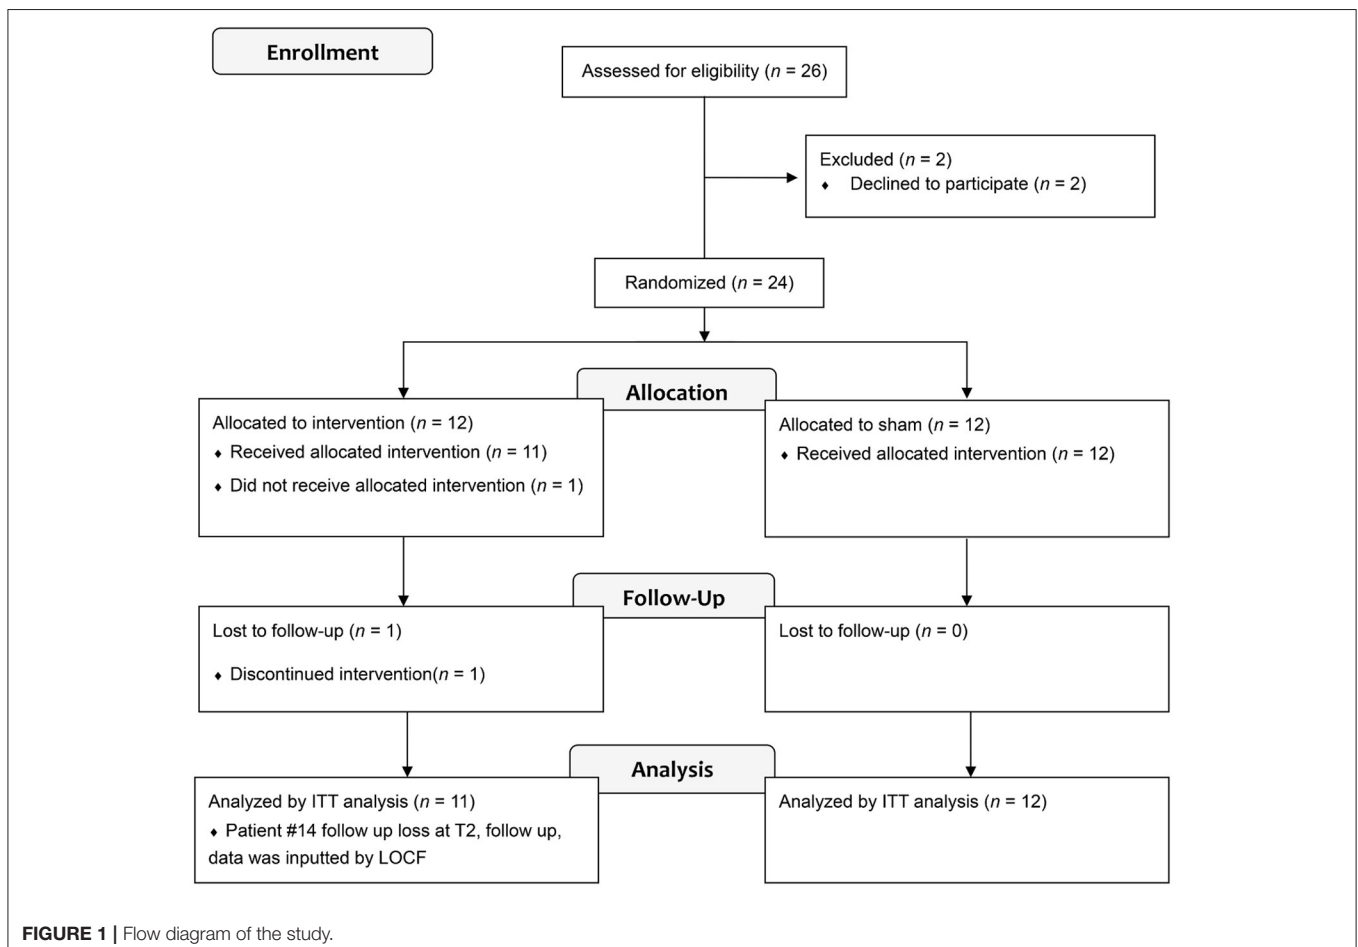 Enrollment
Assessed for eligibility (n = 26)
Excluded (n = 2)
♦ Declined to participate (n = 2)
Randomized (n = 24)
Allocation
Allocated to intervention (n = 12)
♦ Received allocated intervention (n = 11)
♦ Did not receive allocated intervention (n = 1)
Allocated to sham (n = 12)
♦ Received allocated intervention (n = 12)
Follow-Up
Lost to follow-up (n = 1)
♦ Discontinued intervention(n = 1)
Lost to follow-up (n = 0)
Analysis
Analyzed by ITT analysis (n = 11)
♦ Patient #14 follow up loss at T2, follow up,
data was inputted by LOCF
Analyzed by ITT analysis (n = 12)
FIGURE 1 | Flow diagram of the study.